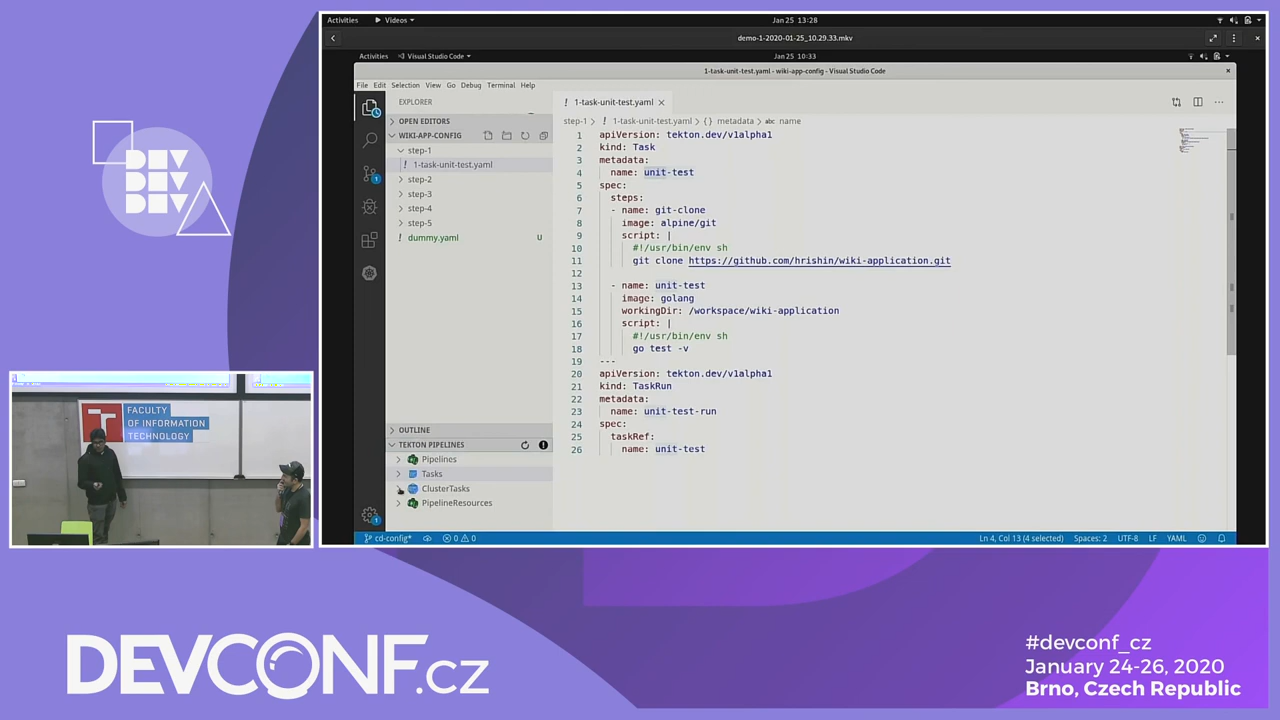 Activities Videos Jan 25 13:28
demo-1-2020-01-25_10.29.33.mkv
Activities Visual Studio Code Jan 25 10:33
1-task-unit-test.yaml - wiki-app-config - Visual Studio Code
File Edit Selection View Go Debug Terminal Help
EXPLORER
OPEN EDITORS
WIKI-APP-CONFIG
step-1
! 1-task-unit-test.yaml
step-2
step-3
step-4
step-5
! dummy.yaml U
OUTLINE
TEKTON PIPELINES
Pipelines
Tasks
ClusterTasks
PipelineResources
! 1-task-unit-test.yaml
step-1 > ! 1-task-unit-test.yaml > {} metadata > abc name
1 apiVersion: tekton.dev/v1alpha1
2 kind: Task
3 metadata:
4 name: unit-test
5 spec:
6 steps:
7 - name: git-clone
8 image: alpine/git
9 script: |
10 #!/usr/bin/env sh
11 git clone https://github.com/hrishin/wiki-application.git
12
13 - name: unit-test
14 image: golang
15 workingDir: /workspace/wiki-application
16 script: |
17 #!/usr/bin/env sh
18 go test -v
19 ---
20 apiVersion: tekton.dev/v1alpha1
21 kind: TaskRun
22 metadata:
23 name: unit-test-run
24 spec:
25 taskRef:
26 name: unit-test
cd-config* 0 0 Ln 4, Col 13 (4 selected) Spaces: 2 UTF-8 LF YAML
DEV
DEV
DEV
FACULTY
OF INFORMATION
TECHNOLOGY
DEVCONF.cz
#devconf_cz
January 24-26, 2020
Brno, Czech Republic